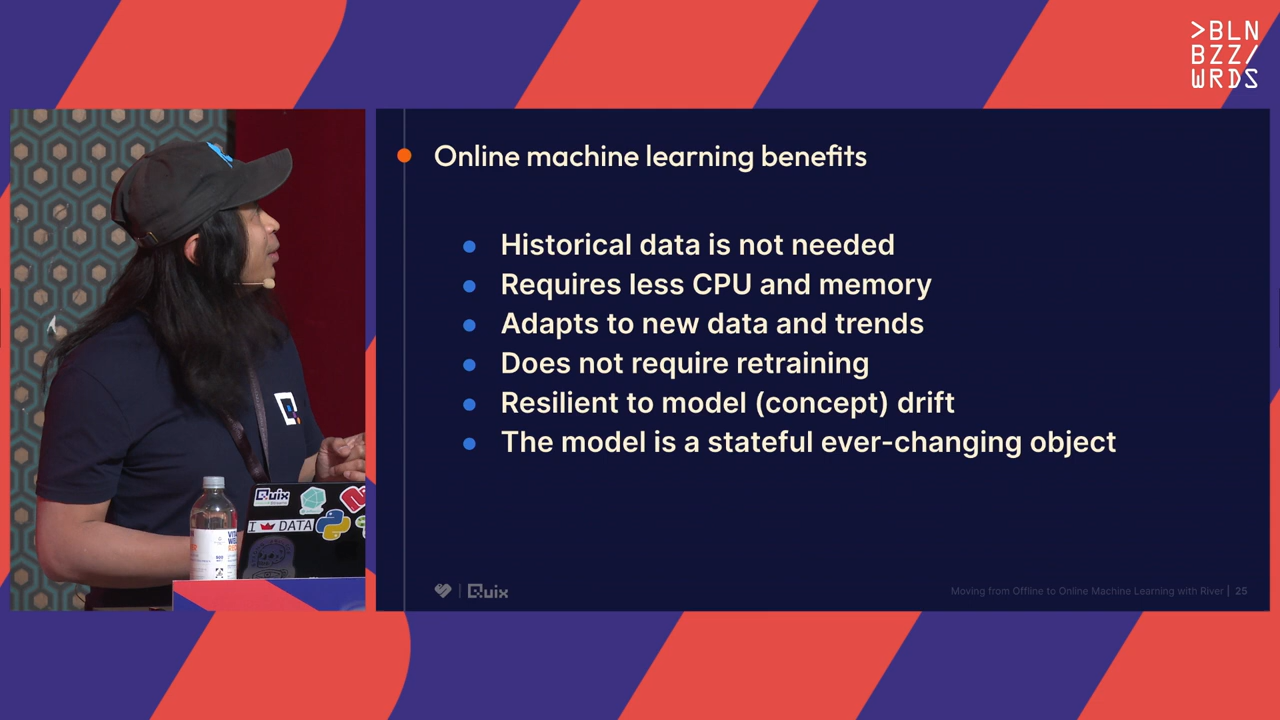 >BLN
BZZ/
WRDS
Online machine learning benefits
Historical data is not needed
Requires less CPU and memory
Adapts to new data and trends
Does not require retraining
Resilient to model (concept) drift
The model is a stateful ever-changing object
Quix
I DATA
Quix
Moving from Offline to Online Machine Learning with River | 25